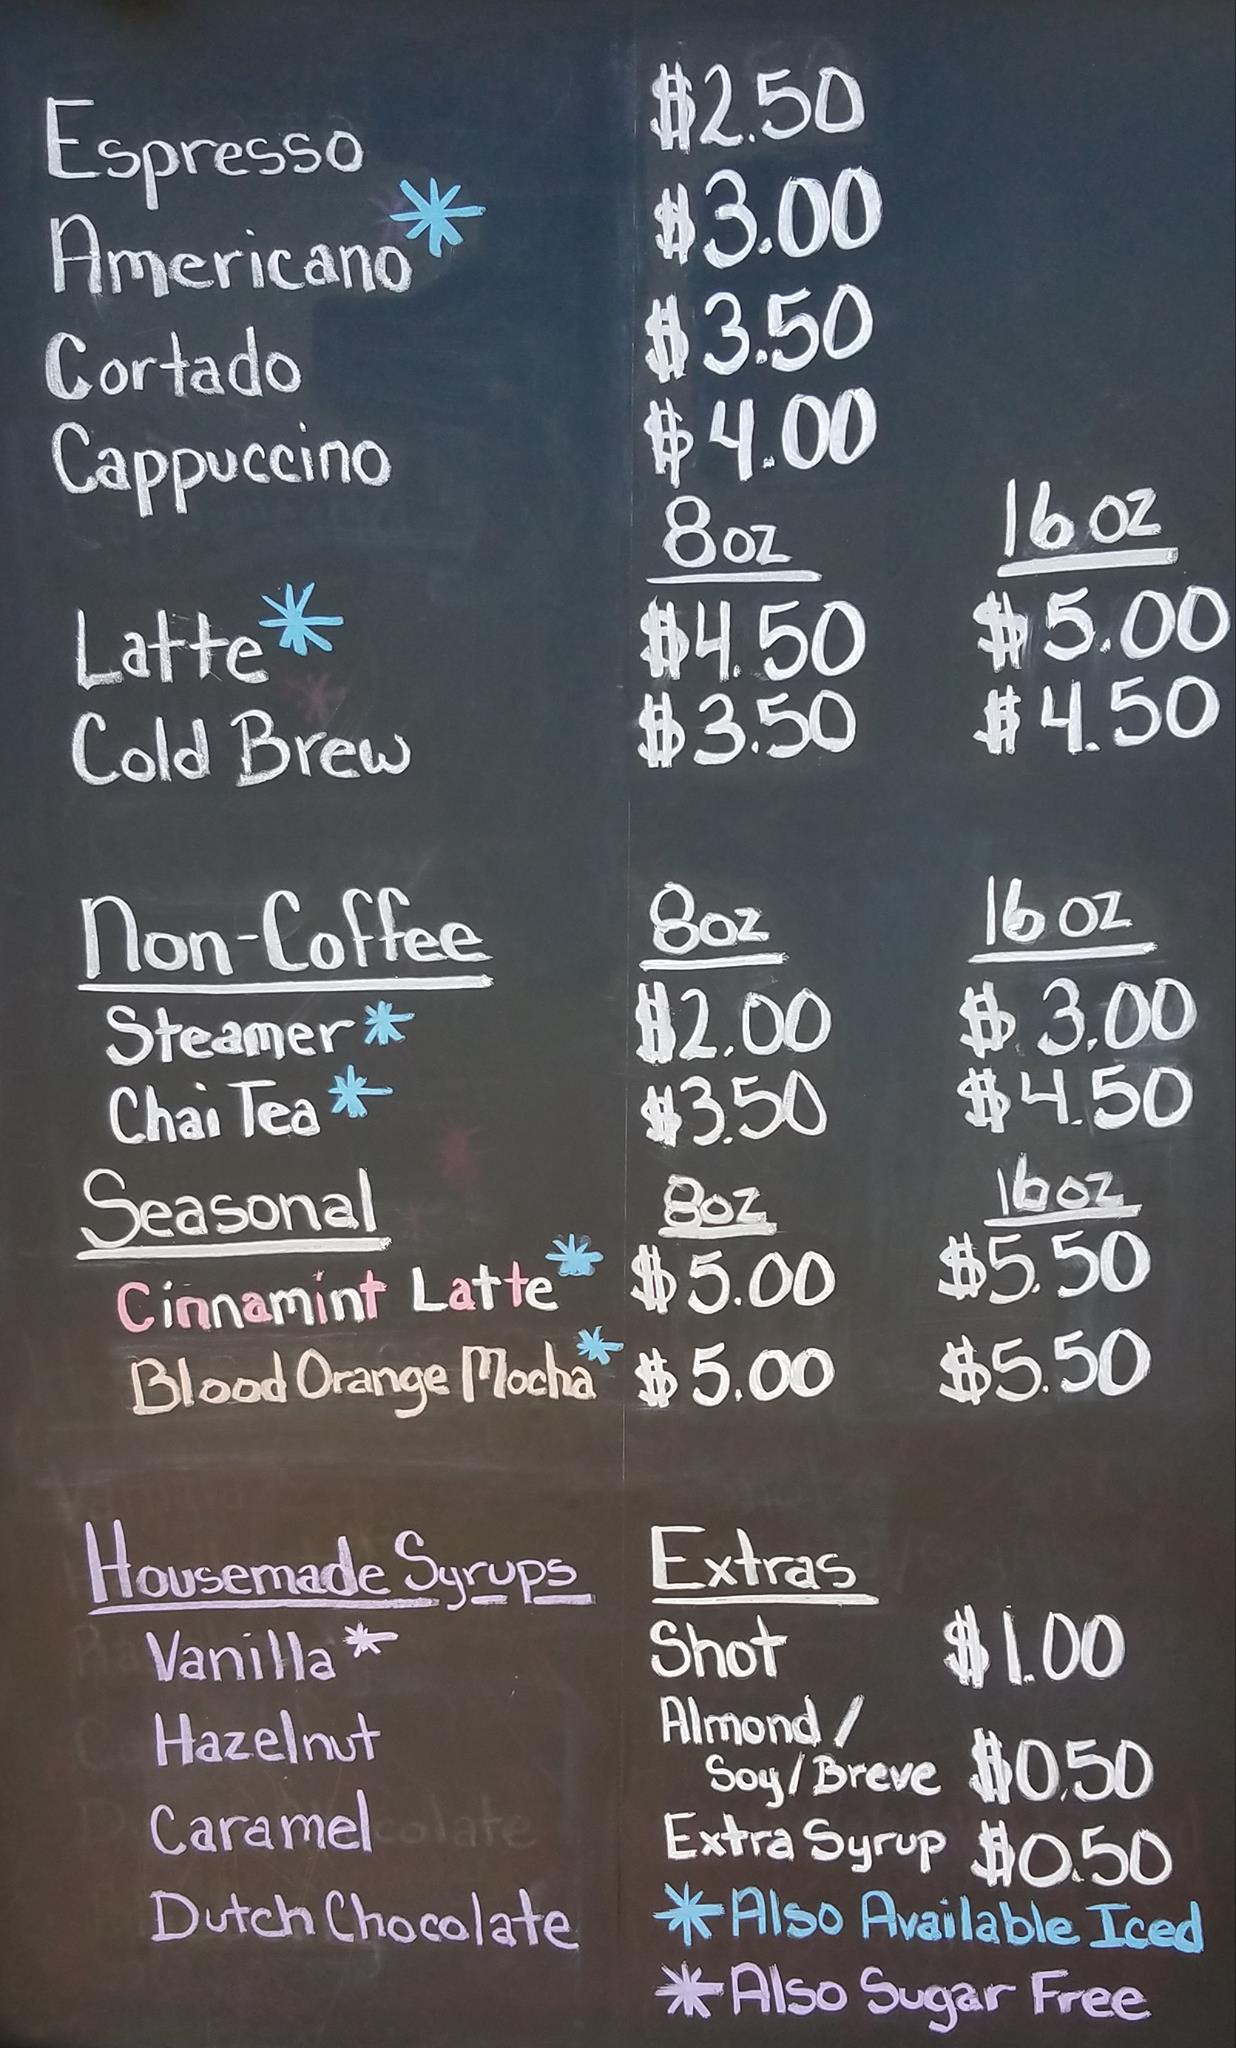 Espresso $2.50
Americano* $3.00
Cortado $3.50
Cappuccino $4.00
8oz 16oz
Latte* $4.50 $5.00
Cold Brew $3.50 $4.50
Non-Coffee 8oz 16oz
Steamer* $2.00 $3.00
Chai Tea* $3.50 $4.50
Seasonal 8oz 16oz
Cinnamint Latte* $5.00 $5.50
Blood Orange Mocha* $5.00 $5.50
Housemade Syrups
Vanilla*
Hazelnut
Caramel
Dutch Chocolate
Extras
Shot $1.00
Almond/
Soy/Breve $0.50
Extra Syrup $0.50
*Also Available Iced
*Also Sugar Free